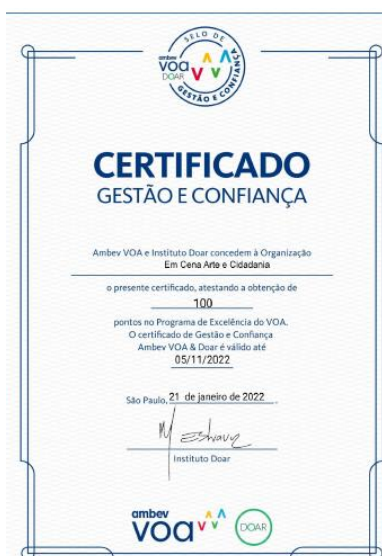 SELO DE
ambev
VOA
DOAR
GESTÃO E CONFIANÇA
CERTIFICADO
GESTÃO E CONFIANÇA
Ambev VOA e Instituto Doar concedem à Organização
Em Cena Arte e Cidadania
o presente certificado, atestando a obtenção de
100
pontos no Programa de Excelência do VOA.
O certificado de Gestão e Confiança
Ambev VOA & Doar é válido até
05/11/2022
São Paulo, 21 de janeiro de 2022 .
Instituto Doar
ambev
voa
DOAR